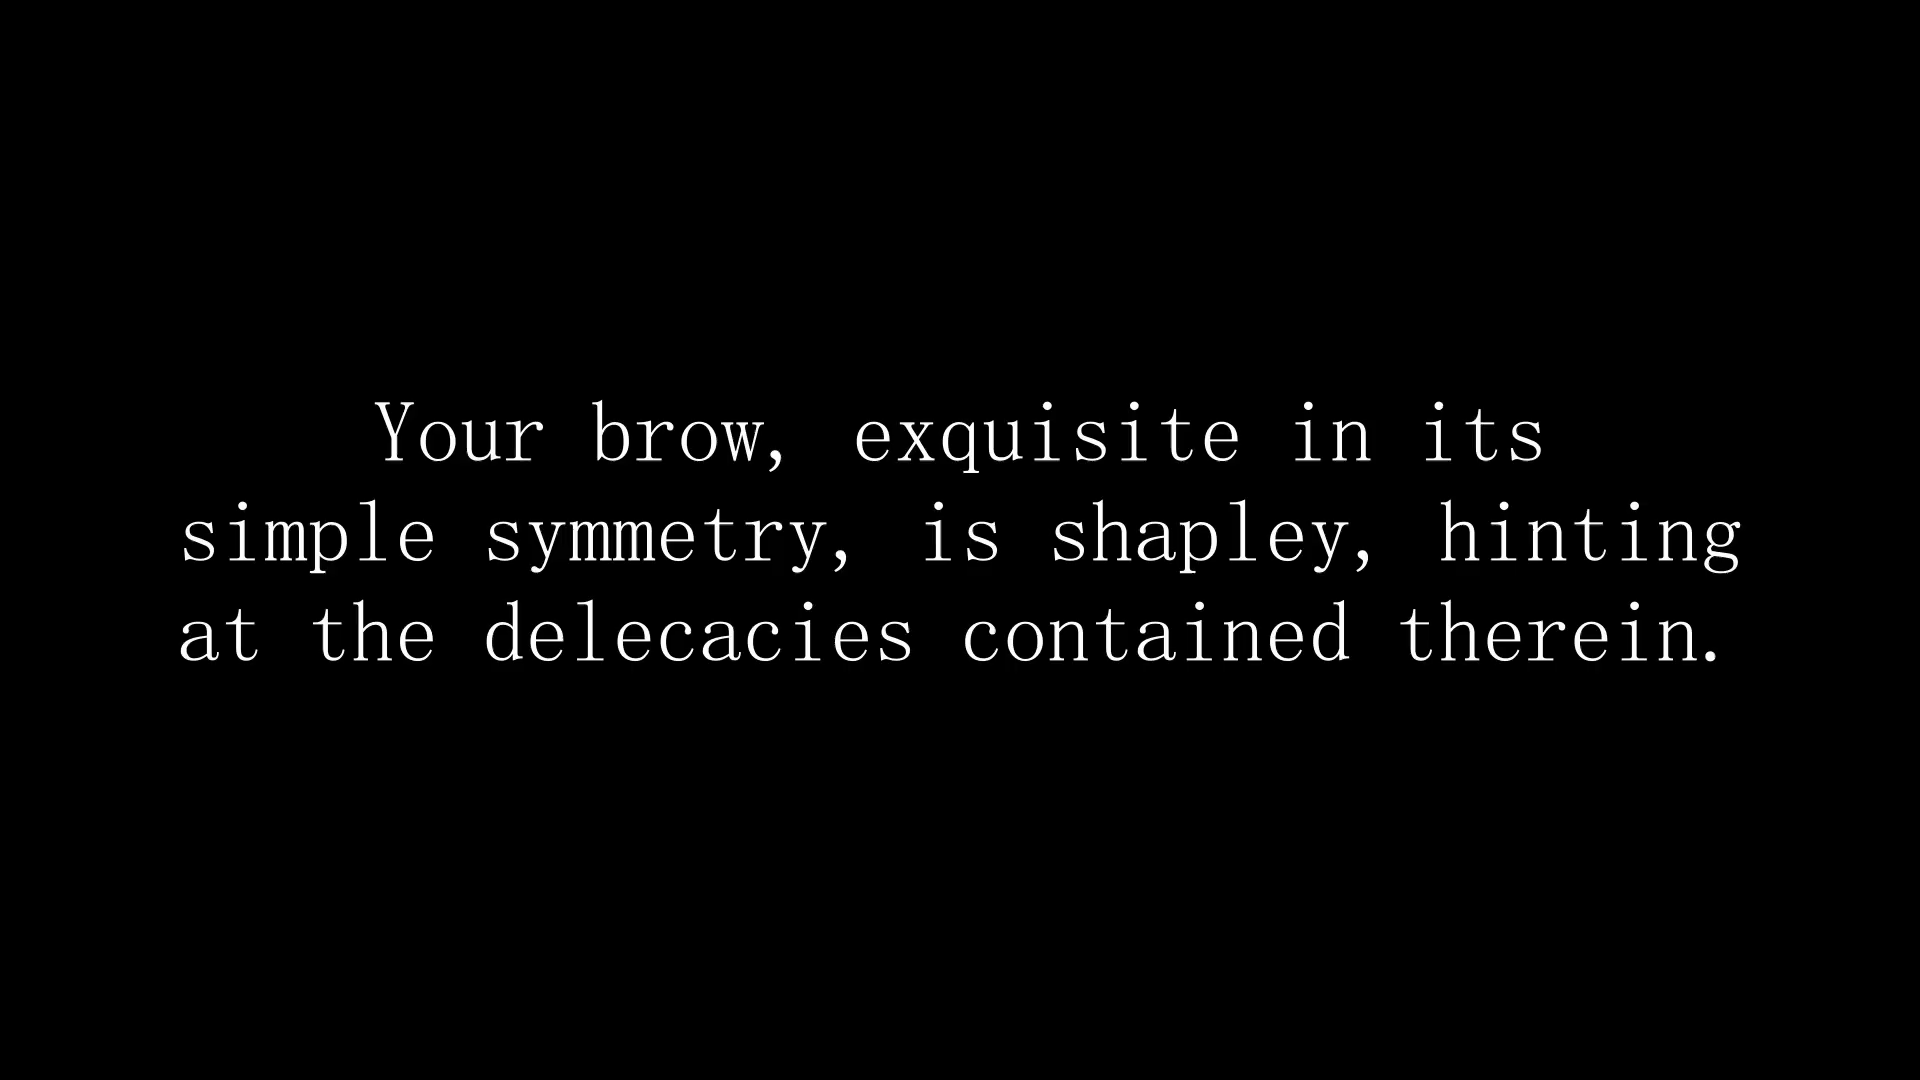 Your brow, exquisite in its
simple symmetry, is shapley, hinting
at the delecacies contained therein.